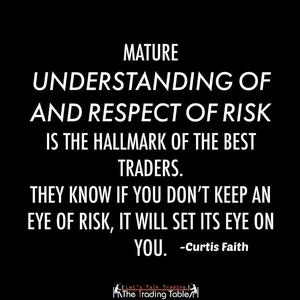 MATURE
UNDERSTANDING OF
AND RESPECT OF RISK
IS THE HALLMARK OF THE BEST
TRADERS.
THEY KNOW IF YOU DON'T KEEP AN
EYE OF RISK, IT WILL SET ITS EYE ON
YOU. -Curtis Faith
Let's Talk Trading
The Trading Table